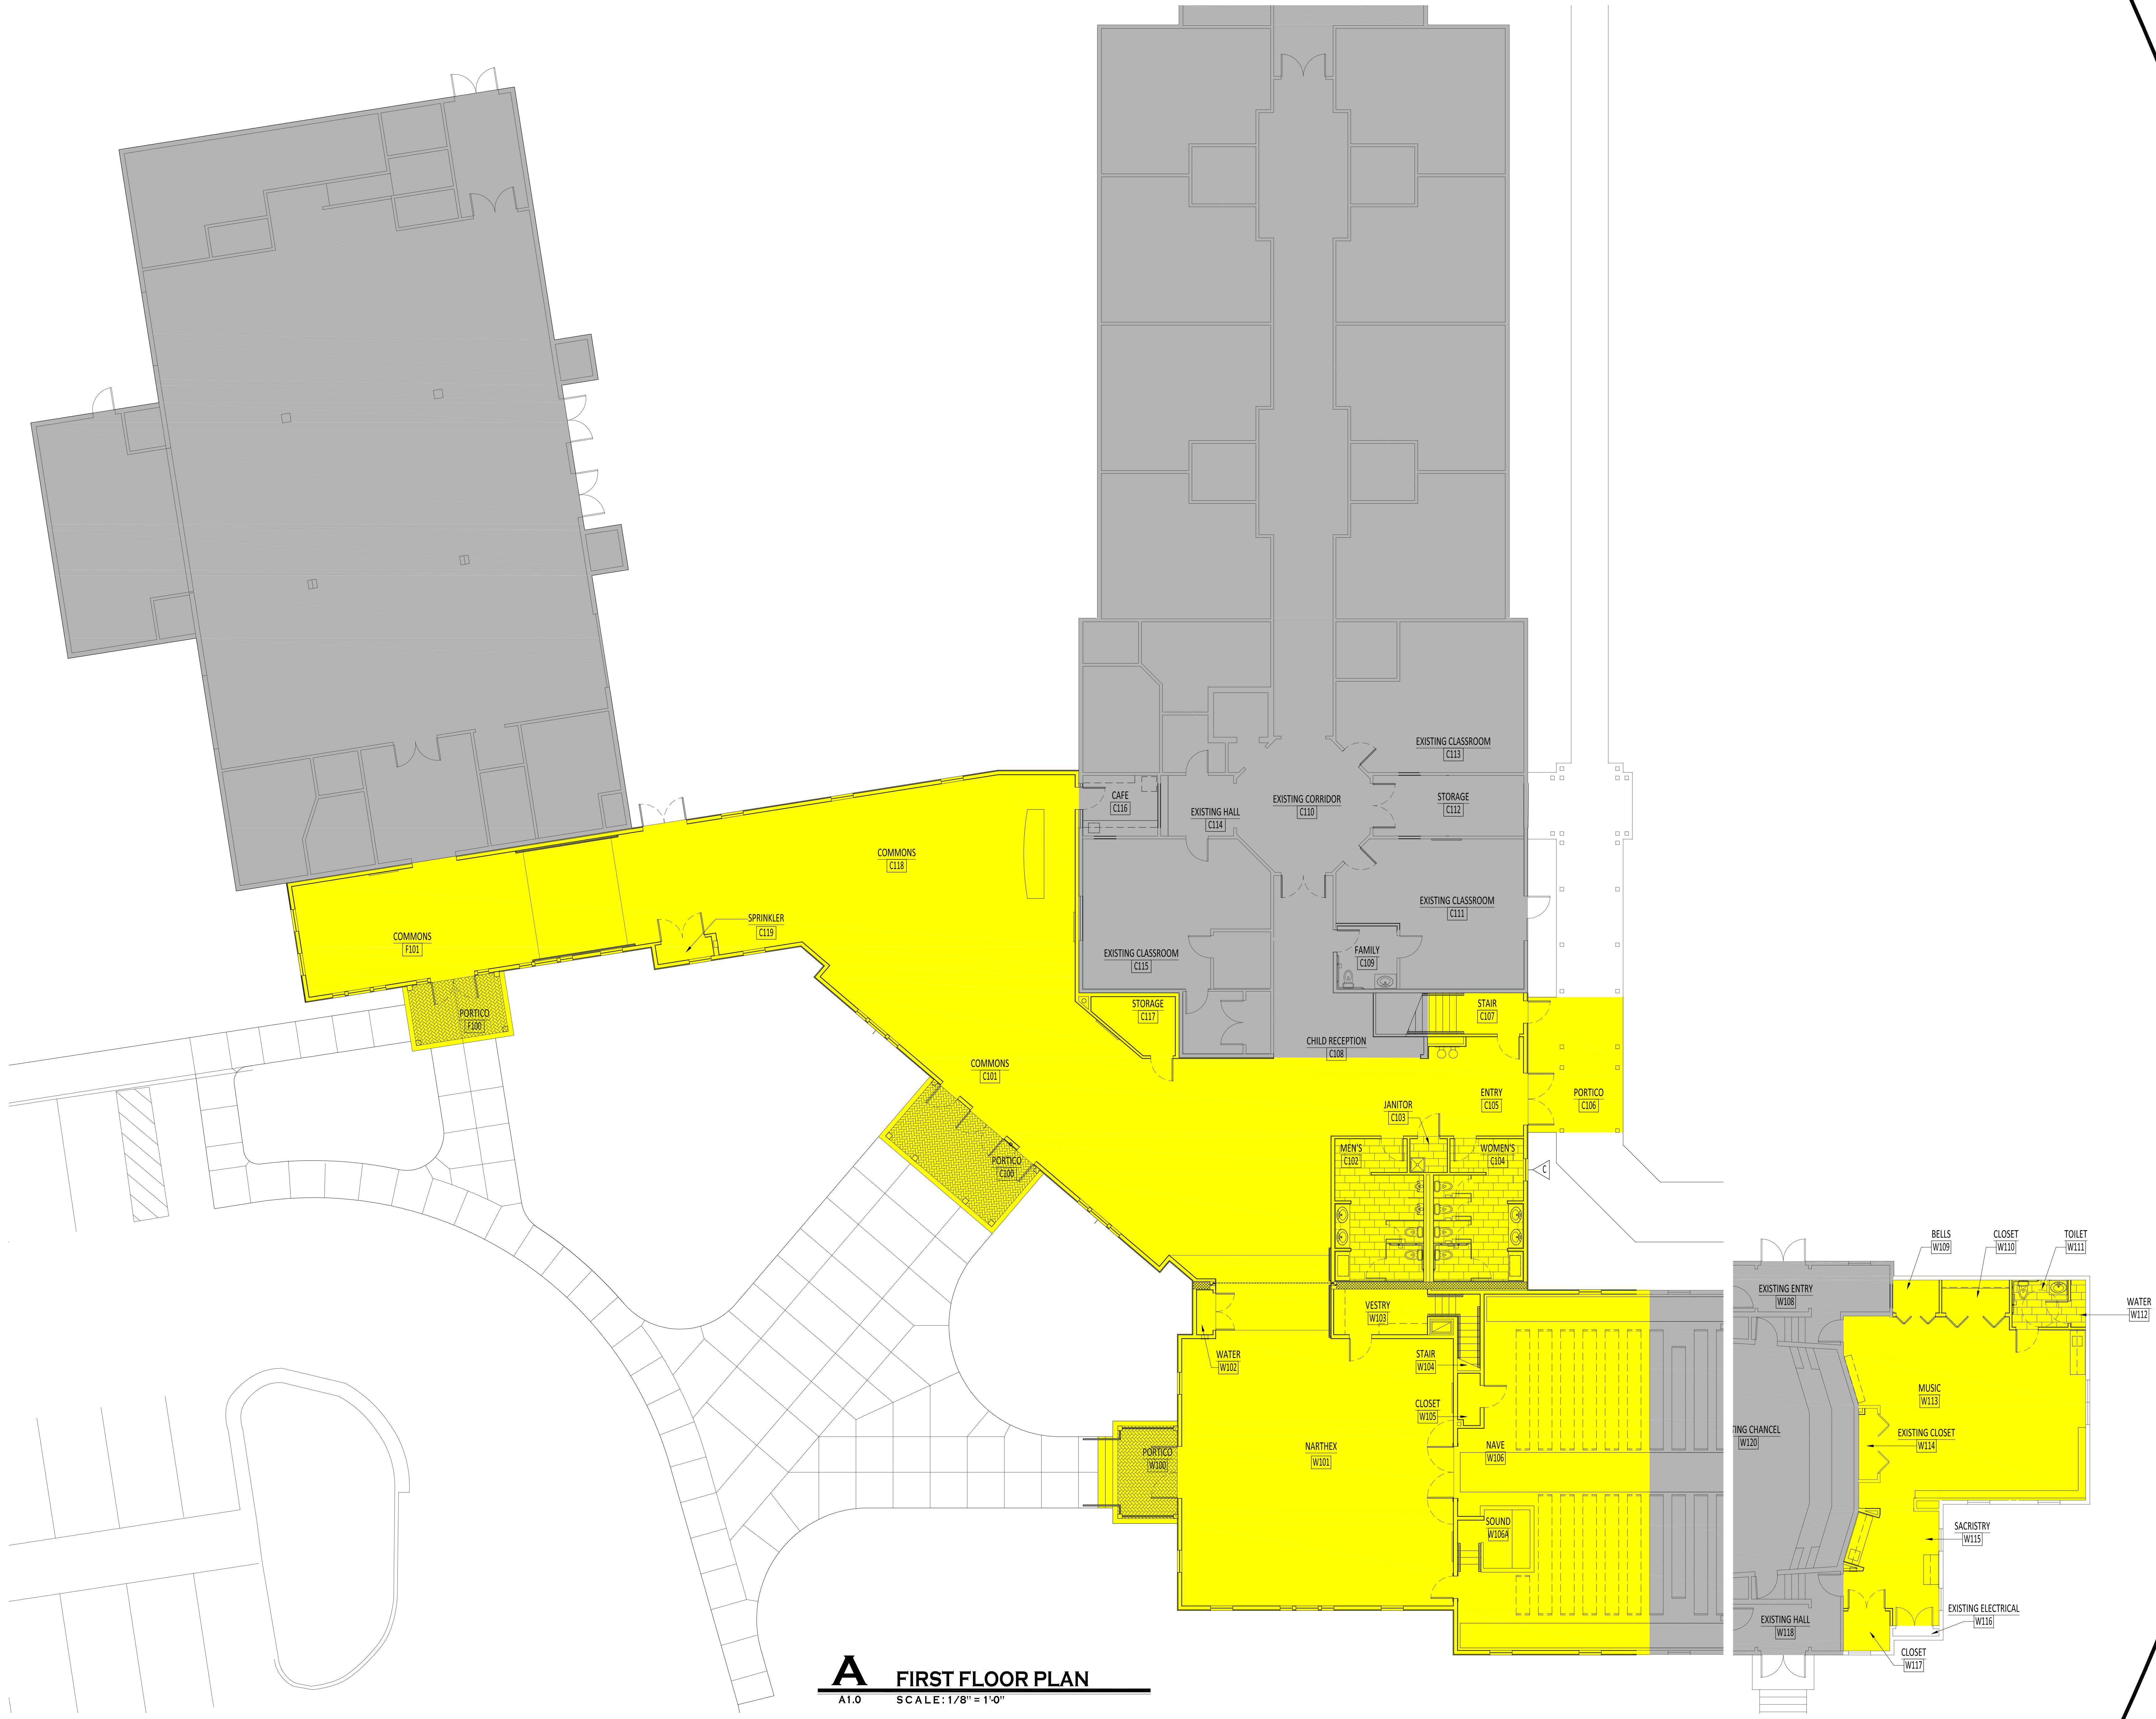 EXISTING CLASSROOM
C113
CAFE
C116
EXISTING HALL
C114
EXISTING CORRIDOR
C110
STORAGE
C112
COMMONS
C118
EXISTING CLASSROOM
C111
SPRINKLER
C119
COMMONS
F101
EXISTING CLASSROOM
C115
FAMILY
C109
PORTICO
F100
STORAGE
C117
STAIR
C107
CHILD RECEPTION
C108
COMMONS
C101
ENTRY
C105
PORTICO
C106
JANITOR
C103
MEN'S
C102
WOMEN'S
C104
PORTICO
C100
C
BELLS
W109
CLOSET
W110
TOILET
W111
EXISTING ENTRY
W108
WATER
W112
VESTRY
W103
WATER
W102
STAIR
W104
MUSIC
W113
CLOSET
W105
NARTHEX
W101
NAVE
W106
ING CHANCEL
W120
EXISTING CLOSET
W114
PORTICO
W100
SOUND
W106A
SACRISTRY
W115
EXISTING HALL
W118
EXISTING ELECTRICAL
W116
CLOSET
W117
A FIRST FLOOR PLAN
A1.0 SCALE: 1/8" = 1'-0"